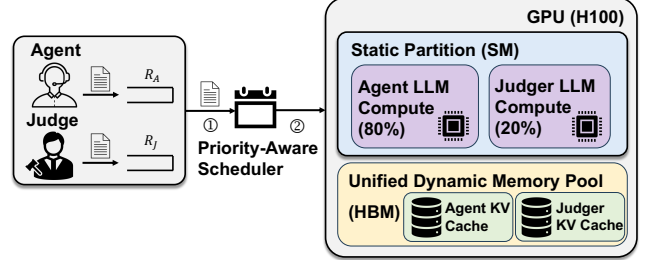 GPU (H100)
Agent
R_A
Judge
R_J
①
②
Priority-Aware
Scheduler
Static Partition (SM)
Agent LLM
Compute
(80%)
Judger LLM
Compute
(20%)
Unified Dynamic Memory Pool
(HBM)
Agent KV
Cache
Judger
KV Cache